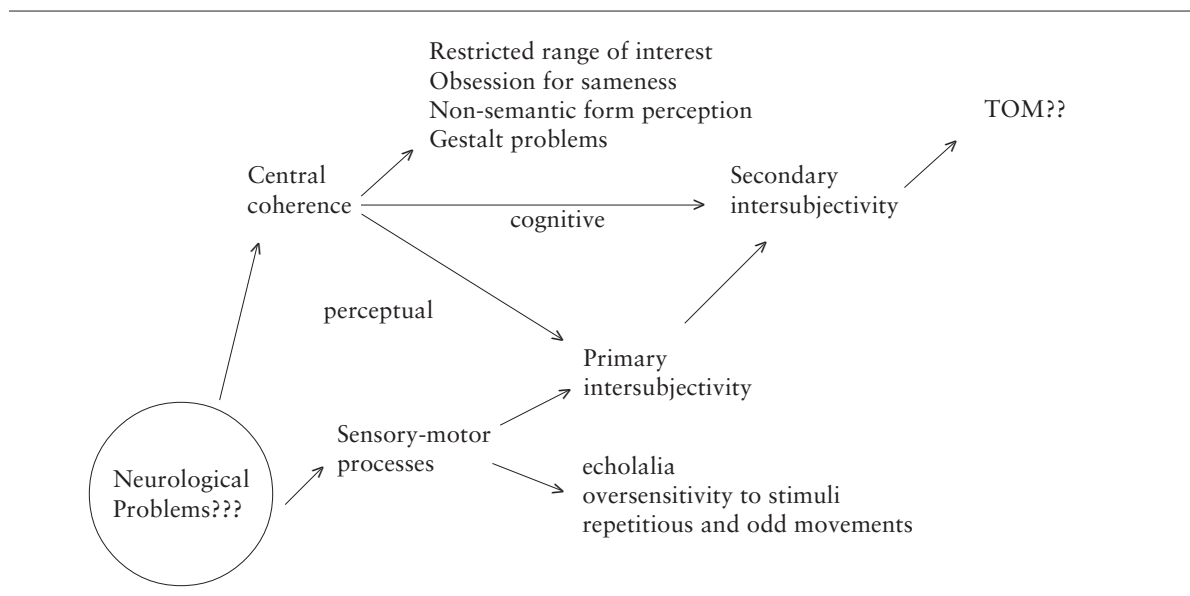 Restricted range of interest
Obsession for sameness
Non-semantic form perception
Gestalt problems
TOM??
Central
coherence
Secondary
intersubjectivity
cognitive
perceptual
Primary
intersubjectivity
Sensory-motor
processes
echolalia
oversensitivity to stimuli
repetitious and odd movements
Neurological
Problems???